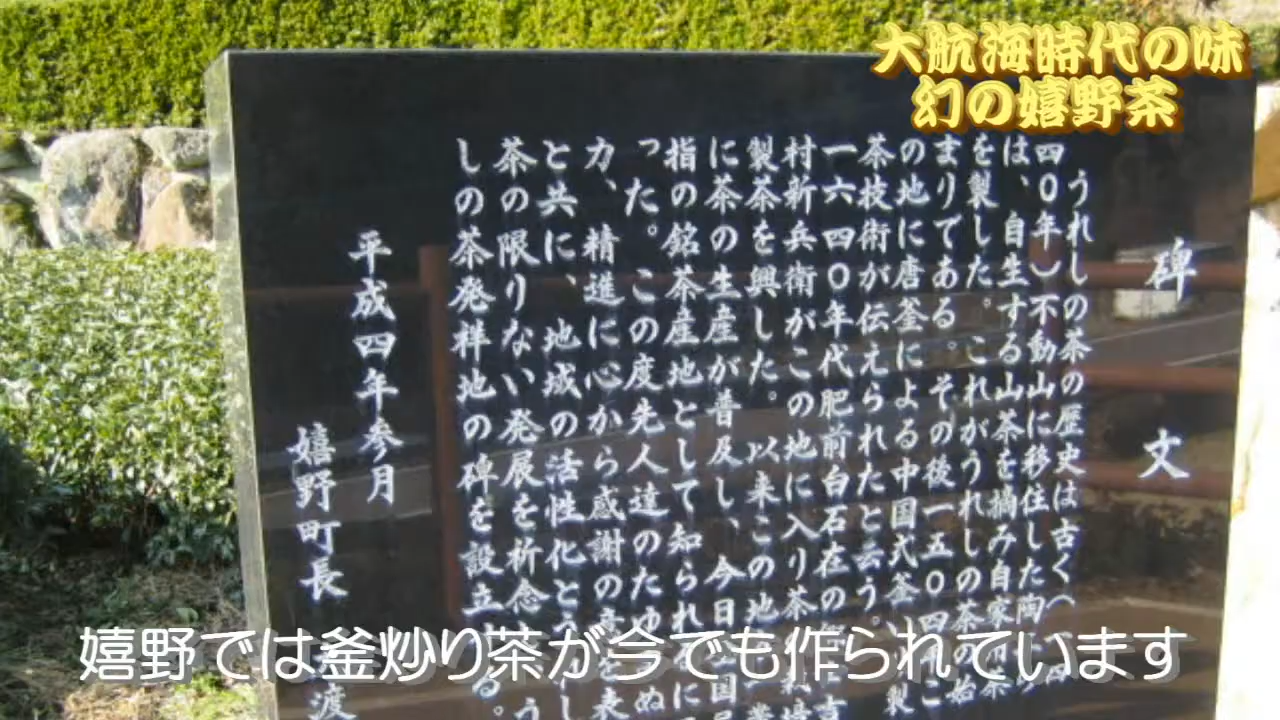 大航海時代の味
幻の嬉野茶
碑文
うれしの茶の歴史は古く(
四0年)不動山に移住した陶
は、自生する山茶を摘み自家
を製した。これがうれしの茶の始
まりである。その後一五0四年こ
の地に唐釜による中国式釜
茶技術が伝えられたと云う。
一六四0年代肥前白石在の
村新兵衛がこの地に入り茶
製茶を興した。以来この地
に茶の生産が普及し、今日
指の銘茶産地として知られ
った。この度先人達のたゆ
力、精進に心から感謝の
と共に、地域の活性化と
茶の限りない発展を祈念
しの茶発祥地の碑を設立
る。
平成四年参月
嬉野町長
渡
嬉野では釜炒り茶が今でも作られています